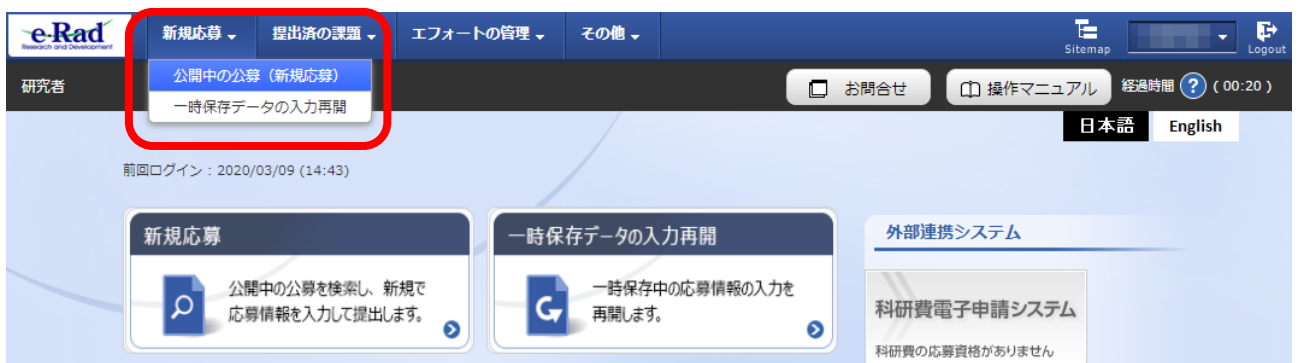 e-Rad
Research and Development
新規応募
提出済の課題
エフォートの管理
その他
Sitemap
Logout
公開中の公募（新規応募）
一時保存データの入力再開
研究者
お問合せ
操作マニュアル
経過時間 ? ( 00:20 )
日本語 English
前回ログイン : 2020/03/09 (14:43)
新規応募
公開中の公募を検索し、新規で
応募情報を入力して提出します。
一時保存データの入力再開
一時保存中の応募情報の入力を
再開します。
外部連携システム
科研費電子申請システム
科研費の応募資格がありません